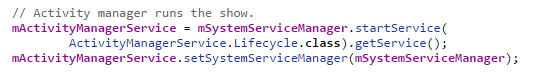 // Activity manager runs the show.
mActivityManagerService = mSystemServiceManager.startService(
ActivityManagerService.Lifecycle.class).getService();
mActivityManagerService.setSystemServiceManager(mSystemServiceManager);